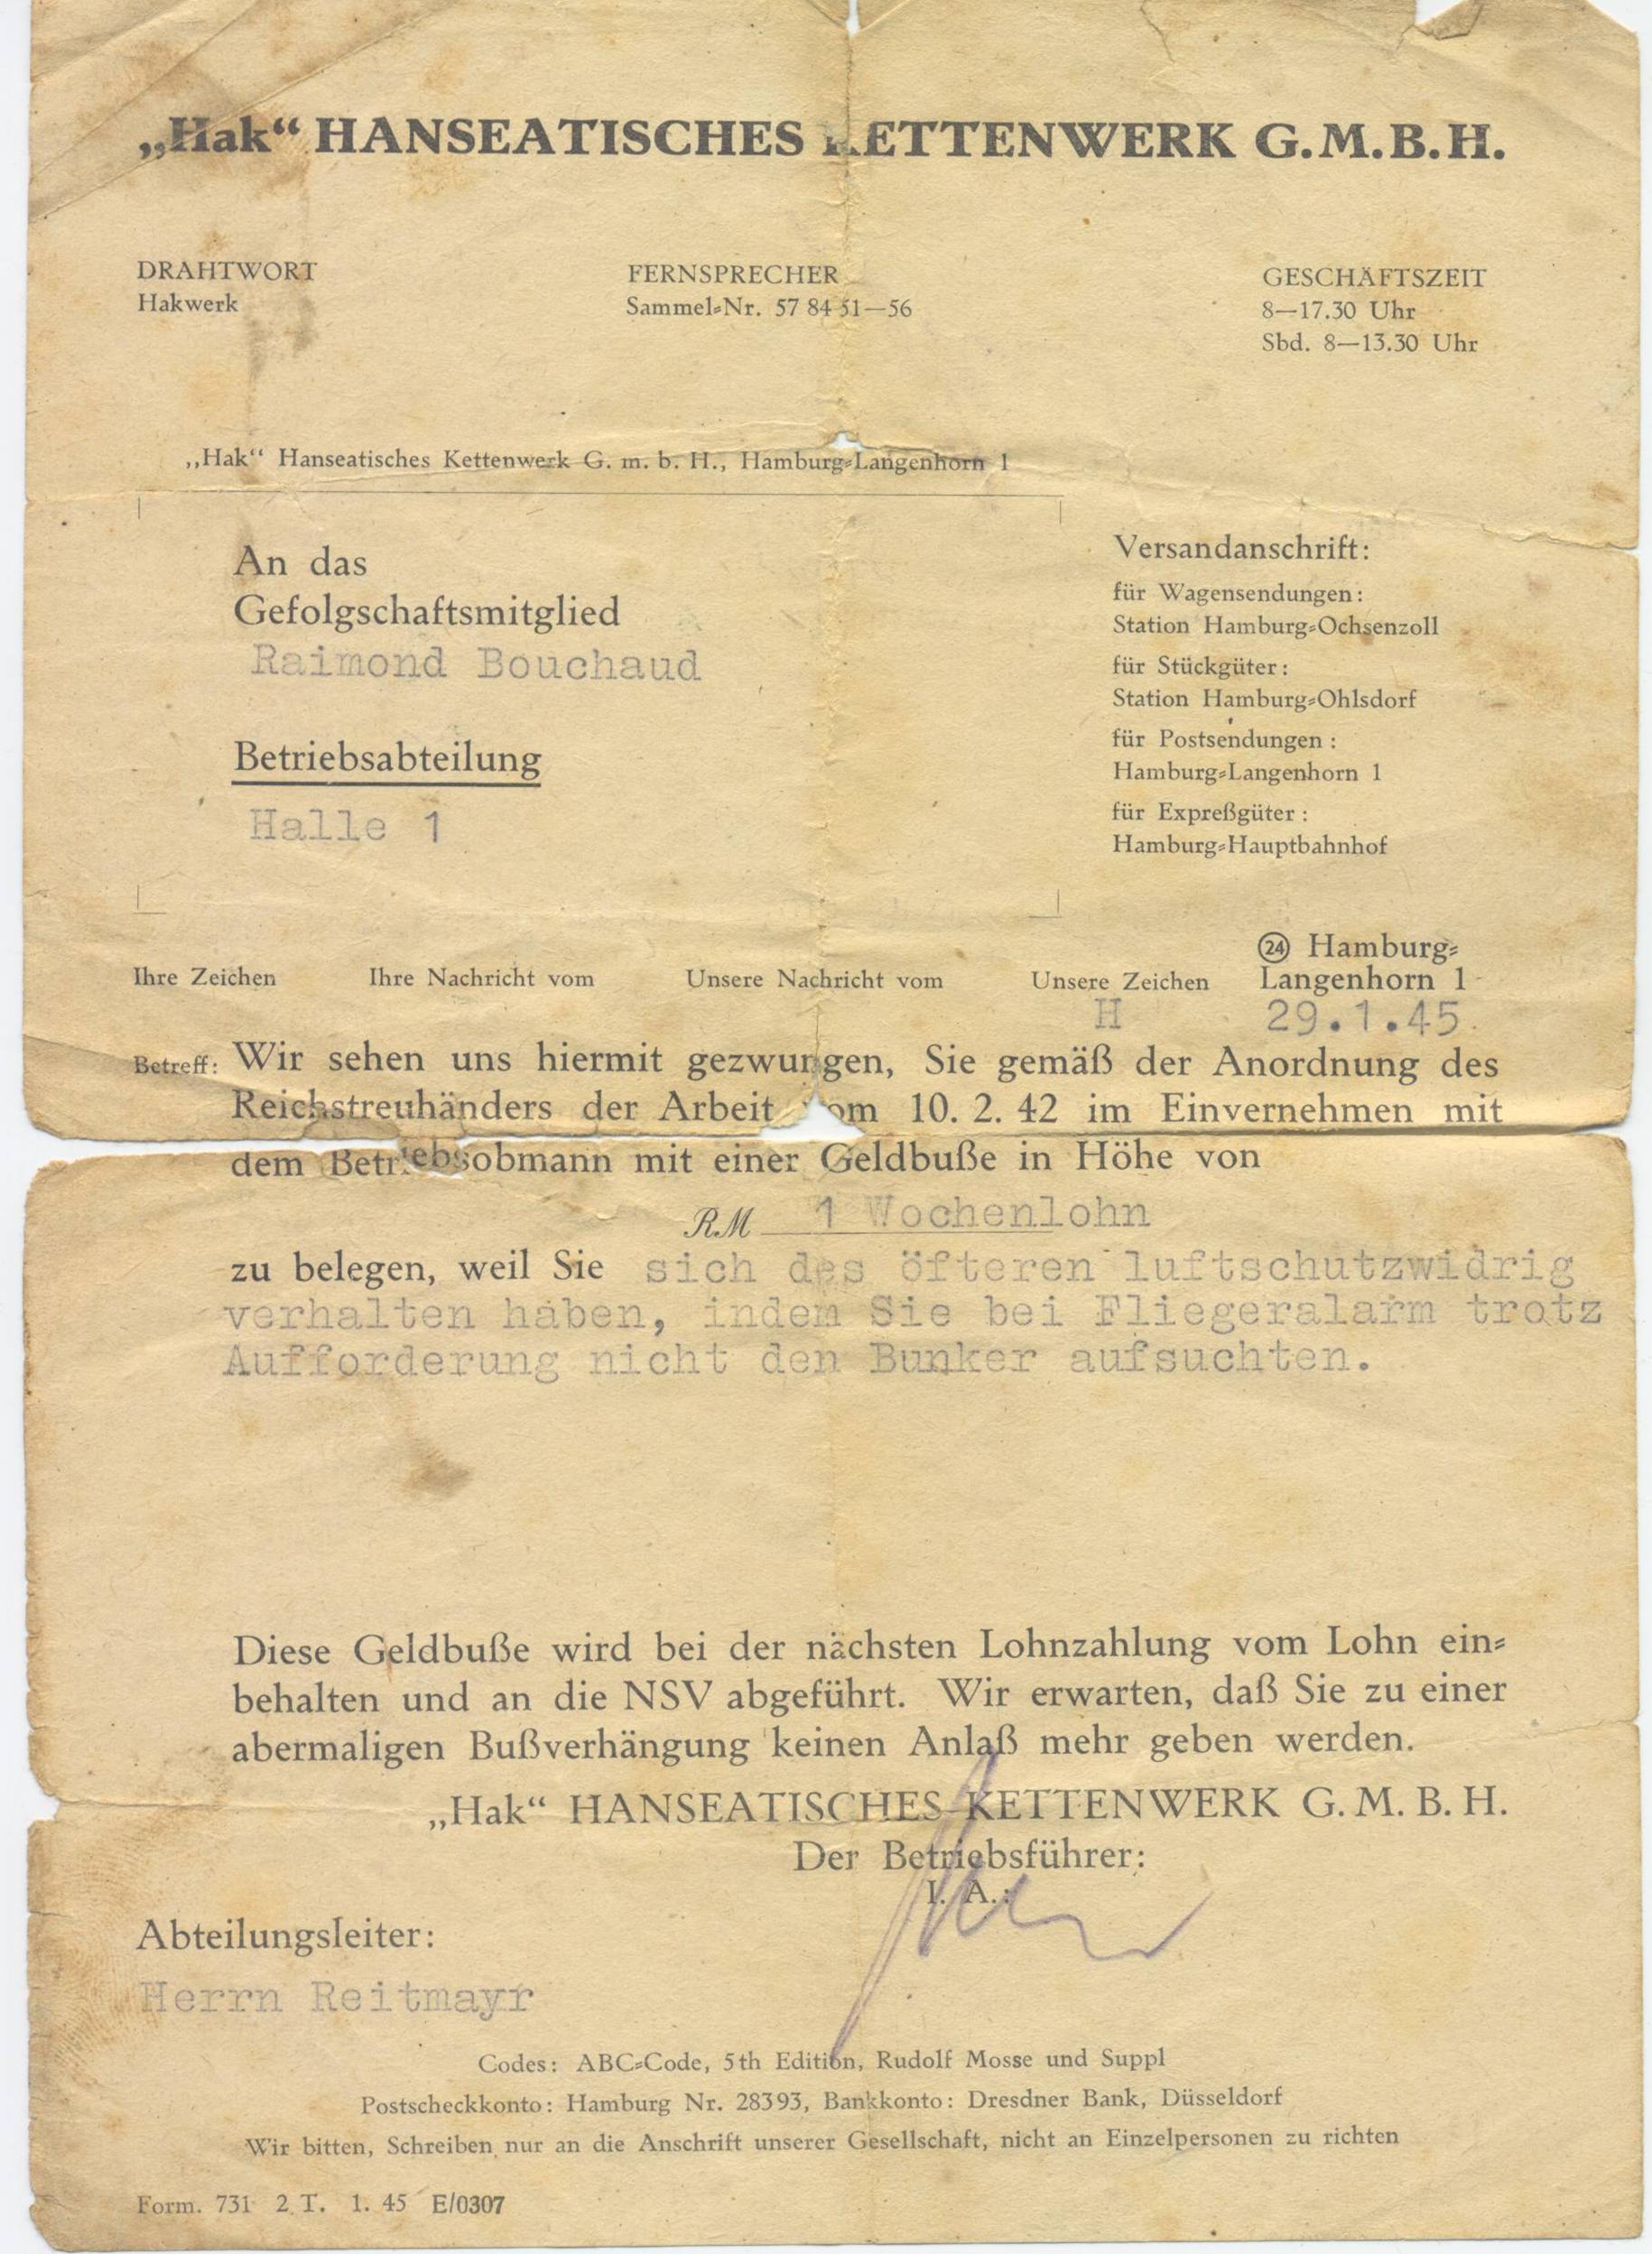 „Hak“ HANSEATISCHES KETTENWERK G.M.B.H.
DRAHTWORT
Hakwerk
FERNSPRECHER
Sammel-Nr. 57 84 51—56
GESCHÄFTSZEIT
8—17.30 Uhr
Sbd. 8—13.30 Uhr
„Hak“ Hanseatisches Kettenwerk G. m. b. H., Hamburg-Langenhorn 1
An das
Gefolgschaftsmitglied
Raimond Bouchaud
Betriebsabteilung
Halle 1
Versandanschrift:
für Wagensendungen:
Station Hamburg-Ochsenzoll
für Stückgüter:
Station Hamburg-Ohlsdorf
für Postsendungen:
Hamburg-Langenhorn 1
für Expreßgüter:
Hamburg-Hauptbahnhof
Ihre Zeichen Ihre Nachricht vom Unsere Nachricht vom Unsere Zeichen
H
24 Hamburg-
Langenhorn 1
29.1.45.
Betreff: Wir sehen uns hiermit gezwungen, Sie gemäß der Anordnung des
Reichstreuhänders der Arbeit vom 10. 2. 42 im Einvernehmen mit
dem Betriebsobmann mit einer Geldbuße in Höhe von
RM 1 Wochenlohn
zu belegen, weil Sie sich des öfteren luftschutzwidrig
verhalten haben, indem Sie bei Fliegeralarm trotz
Aufforderung nicht den Bunker aufsuchten.
Diese Geldbuße wird bei der nächsten Lohnzahlung vom Lohn ein-
behalten und an die NSV abgeführt. Wir erwarten, daß Sie zu einer
abermaligen Bußverhängung keinen Anlaß mehr geben werden.
„Hak“ HANSEATISCHES KETTENWERK G. M. B. H.
Der Betriebsführer:
I. A.:
Abteilungsleiter:
Herrn Reitmayr
Codes: ABC-Code, 5th Edition, Rudolf Mosse und Suppl
Postscheckkonto: Hamburg Nr. 28393, Bankkonto: Dresdner Bank, Düsseldorf
Wir bitten, Schreiben nur an die Anschrift unserer Gesellschaft, nicht an Einzelpersonen zu richten
Form. 731 2 T. 1. 45 E/0307